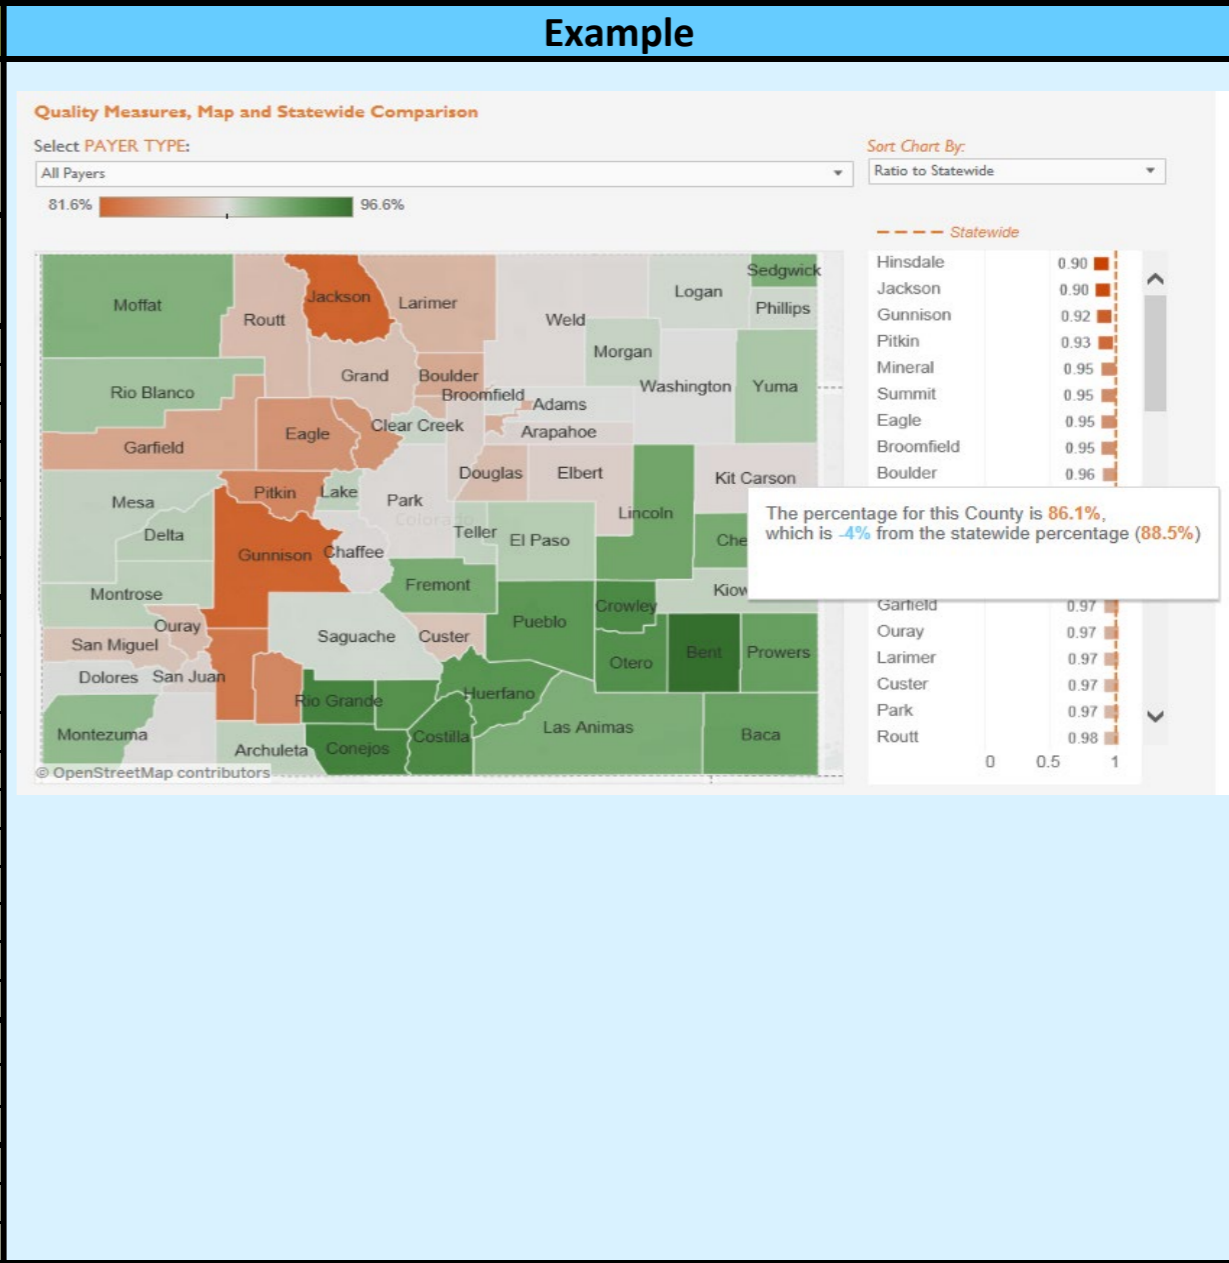 Example
Quality Measures, Map and Statewide Comparison
Select PAYER TYPE:
Sort Chart By:
All Payers
Ratio to Statewide
81.6%
96.6%
Statewide
Moffat
Routt
Jackson
Larimer
Weld
Logan
Sedgwick
Phillips
Morgan
Washington
Yuma
Rio Blanco
Grand
Boulder
Broomfield
Adams
Clear Creek
Arapahoe
Garfield
Eagle
Douglas
Elbert
Kit Carson
Mesa
Pitkin
Lake
Park
Colorado
Lincoln
Delta
Teller
El Paso
Che
Gunnison
Chaffee
Montrose
Fremont
Kiow
Crowley
Ouray
San Miguel
Saguache
Custer
Pueblo
Otero
Bent
Prowers
Dolores
San Juan
Rio Grande
Huerfano
Montezuma
Archuleta
Conejos
Costilla
Las Animas
Baca
© OpenStreetMap contributors
Hinsdale 0.90
Jackson 0.90
Gunnison 0.92
Pitkin 0.93
Mineral 0.95
Summit 0.95
Eagle 0.95
Broomfield 0.95
Boulder 0.96
The percentage for this County is 86.1%,
which is -4% from the statewide percentage (88.5%)
Garfield 0.97
Ouray 0.97
Larimer 0.97
Custer 0.97
Park 0.97
Routt 0.98
0 0.5 1